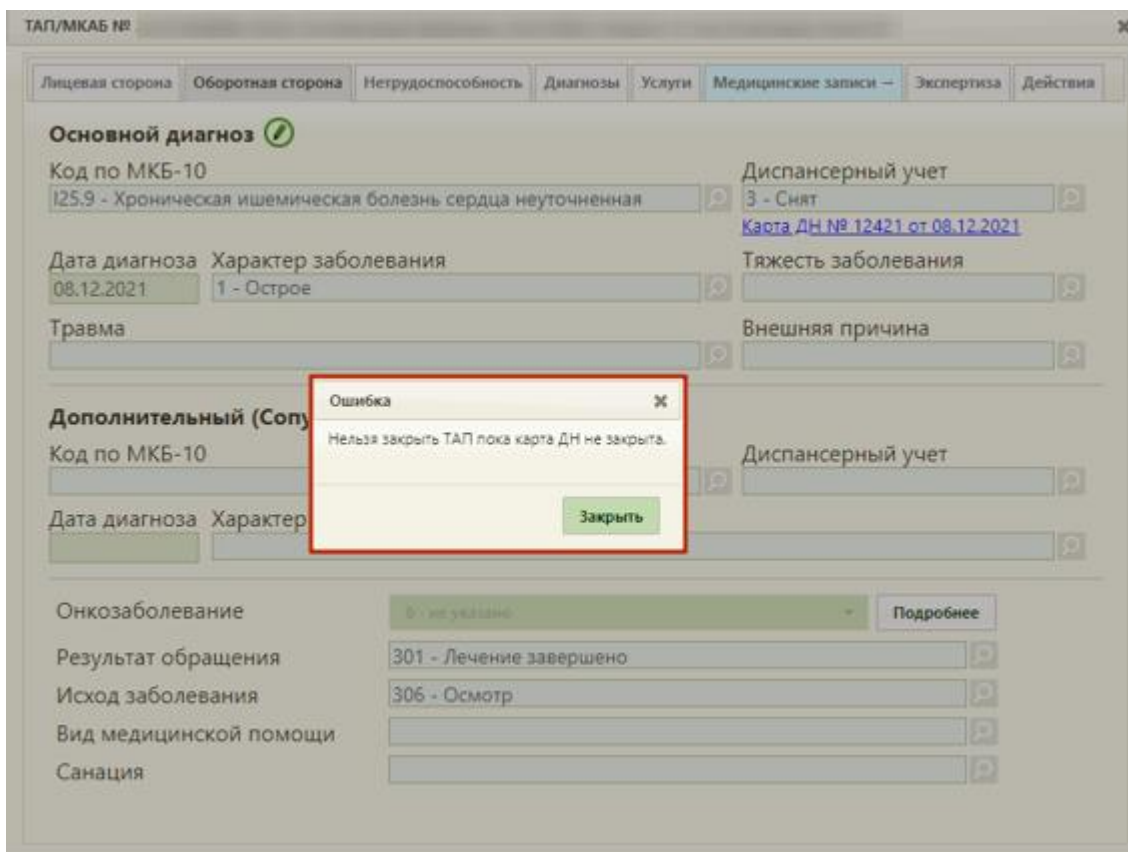 ТАП/МКАБ №
Лицевая сторона Оборотная сторона Нетрудоспособность Диагнозы Услуги Медицинские записи — Экспертиза Действия
Основной диагноз
Код по МКБ-10 Диспансерный учет
I25.9 - Хроническая ишемическая болезнь сердца неуточненная 3 - Снят
Карта ДН № 12421 от 08.12.2021
Дата диагноза Характер заболевания Тяжесть заболевания
08.12.2021 1 - Острое
Травма Внешняя причина
Ошибка
Нельзя закрыть ТАП пока карта ДН не закрыта.
Закрыть
Дополнительный (Сопу
Код по МКБ-10 Диспансерный учет
Дата диагноза Характер
Онкозаболевание 0 - не указано Подробнее
Результат обращения 301 - Лечение завершено
Исход заболевания 306 - Осмотр
Вид медицинской помощи
Санация